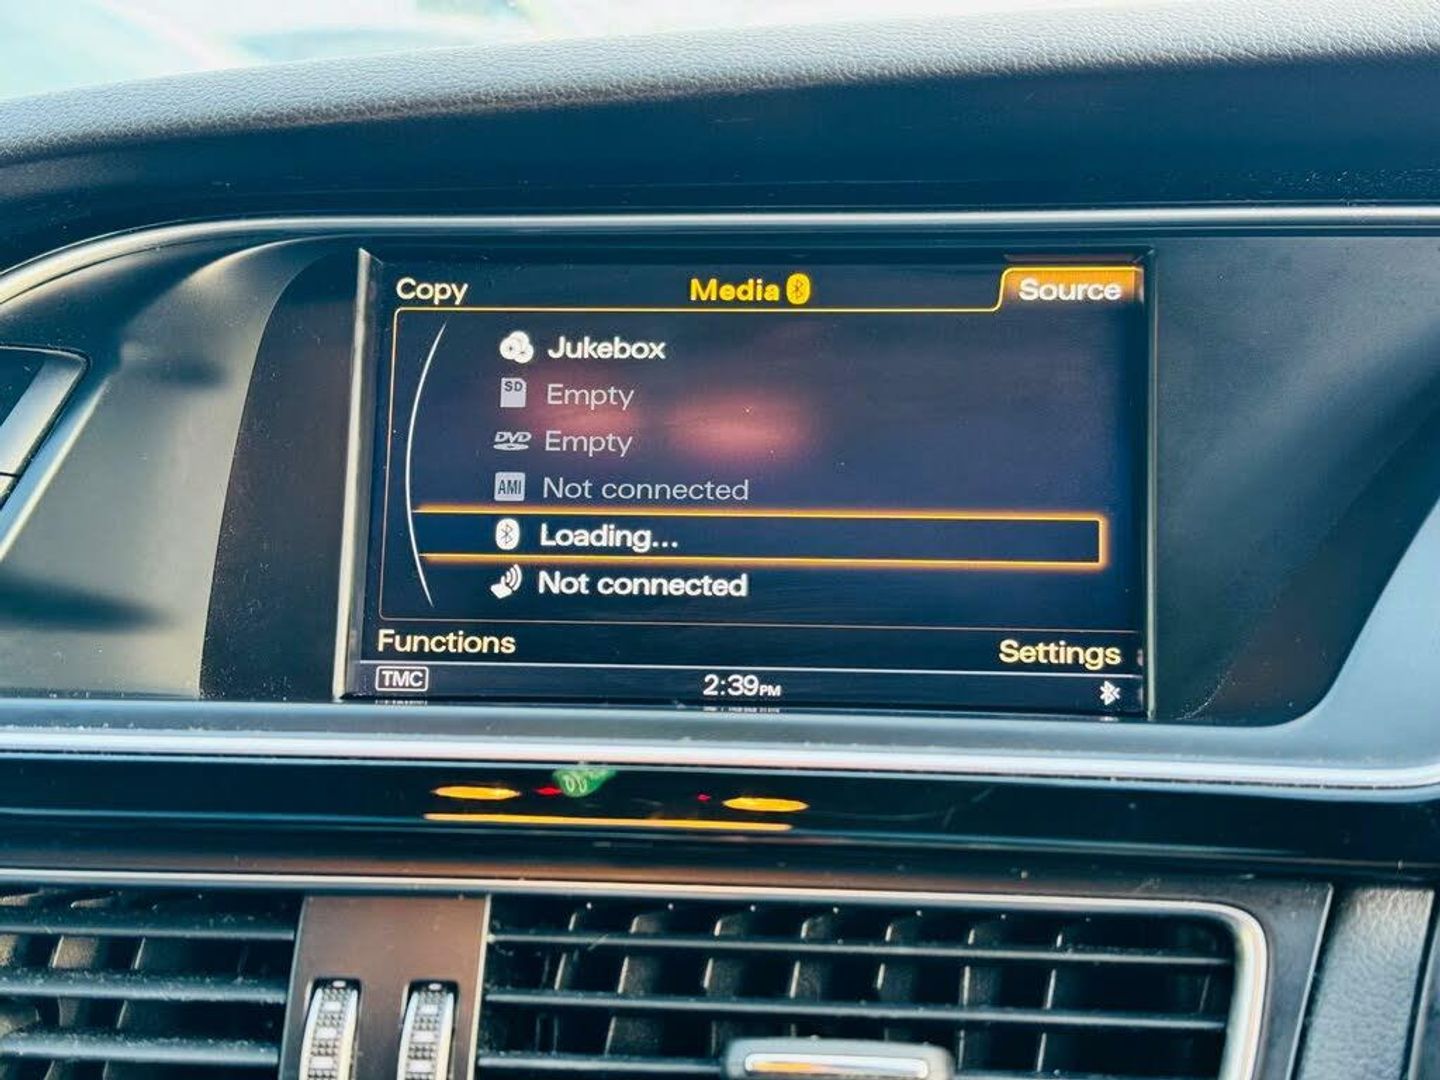 Copy Media Source
Jukebox
SD Empty
DVD Empty
AMI Not connected
Loading...
Not connected
Functions Settings
TMC 2:39PM